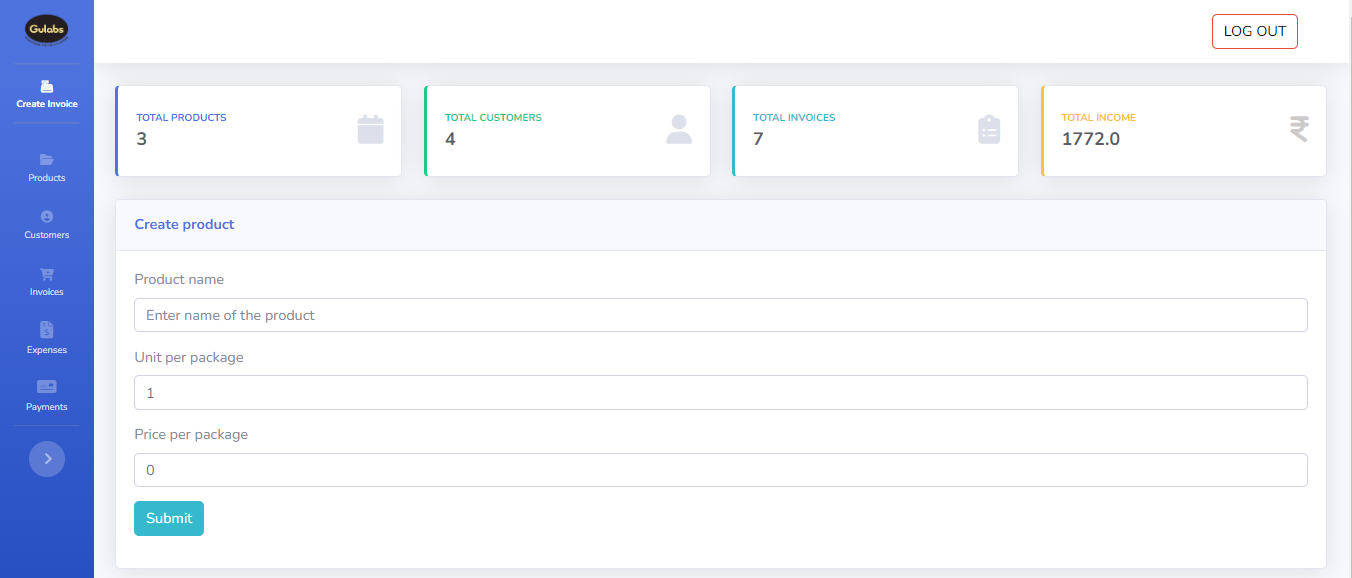 Gulabs
LOG OUT
Create Invoice
Products
Customers
Invoices
Expenses
Payments
TOTAL PRODUCTS
3
TOTAL CUSTOMERS
4
TOTAL INVOICES
7
TOTAL INCOME
1772.0
₹
Create product
Product name
Enter name of the product
Unit per package
1
Price per package
0
Submit